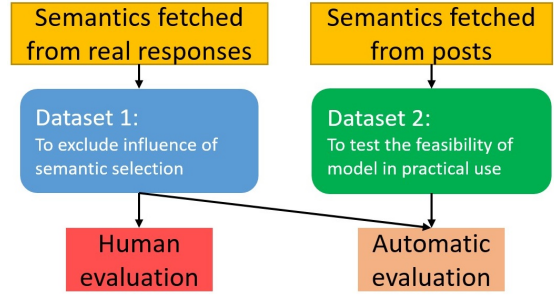 Semantics fetched
from real responses
Semantics fetched
from posts
Dataset 1:
To exclude influence of
semantic selection
Dataset 2:
To test the feasibility of
model in practical use
Human
evaluation
Automatic
evaluation